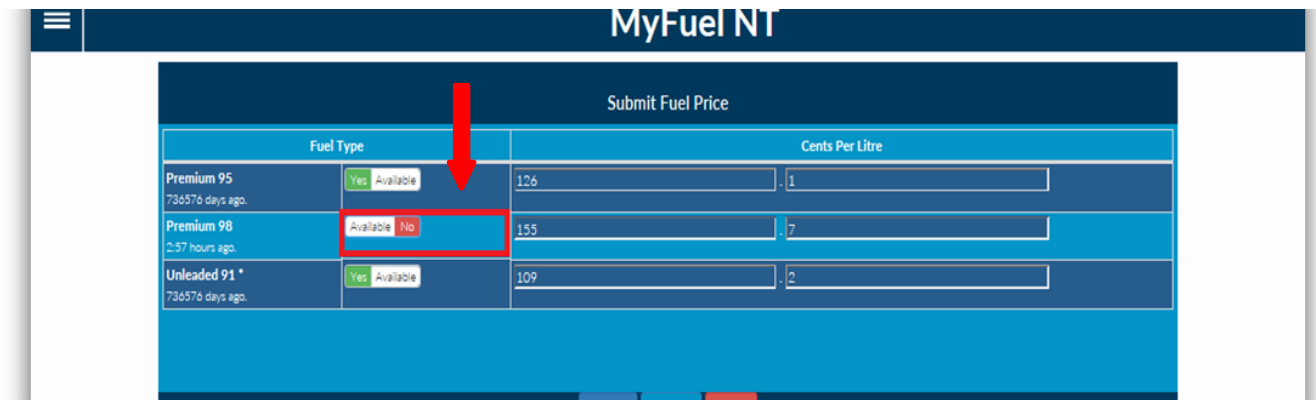 MyFuel NT
Submit Fuel Price
Fuel Type Cents Per Litre
Premium 95 Yes Available 126 . 1
736576 days ago.
Premium 98 Available No 155 . 7
2:57 hours ago.
Unleaded 91 * Yes Available 109 . 2
736576 days ago.